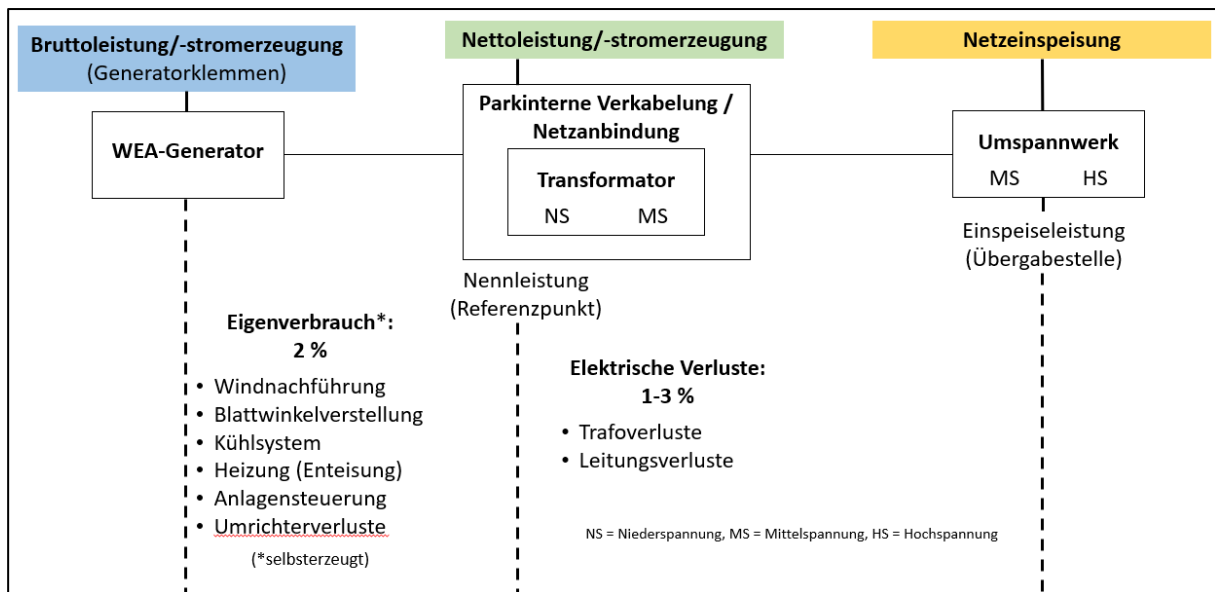 Bruttoleistung/-stromerzeugung
(Generatorklemmen)
Nettoleistung/-stromerzeugung
Netzeinspeisung
WEA-Generator
Parkinterne Verkabelung /
Netzanbindung
Transformator
NS MS
Umspannwerk
MS HS
Nennleistung
(Referenzpunkt)
Einspeiseleistung
(Übergabestelle)
Eigenverbrauch*:
2 %
• Windnachführung
• Blattwinkelverstellung
• Kühlsystem
• Heizung (Enteisung)
• Anlagensteuerung
• Umrichterverluste
(*selbsterzeugt)
Elektrische Verluste:
1-3 %
• Trafoverluste
• Leitungsverluste
NS = Niederspannung, MS = Mittelspannung, HS = Hochspannung